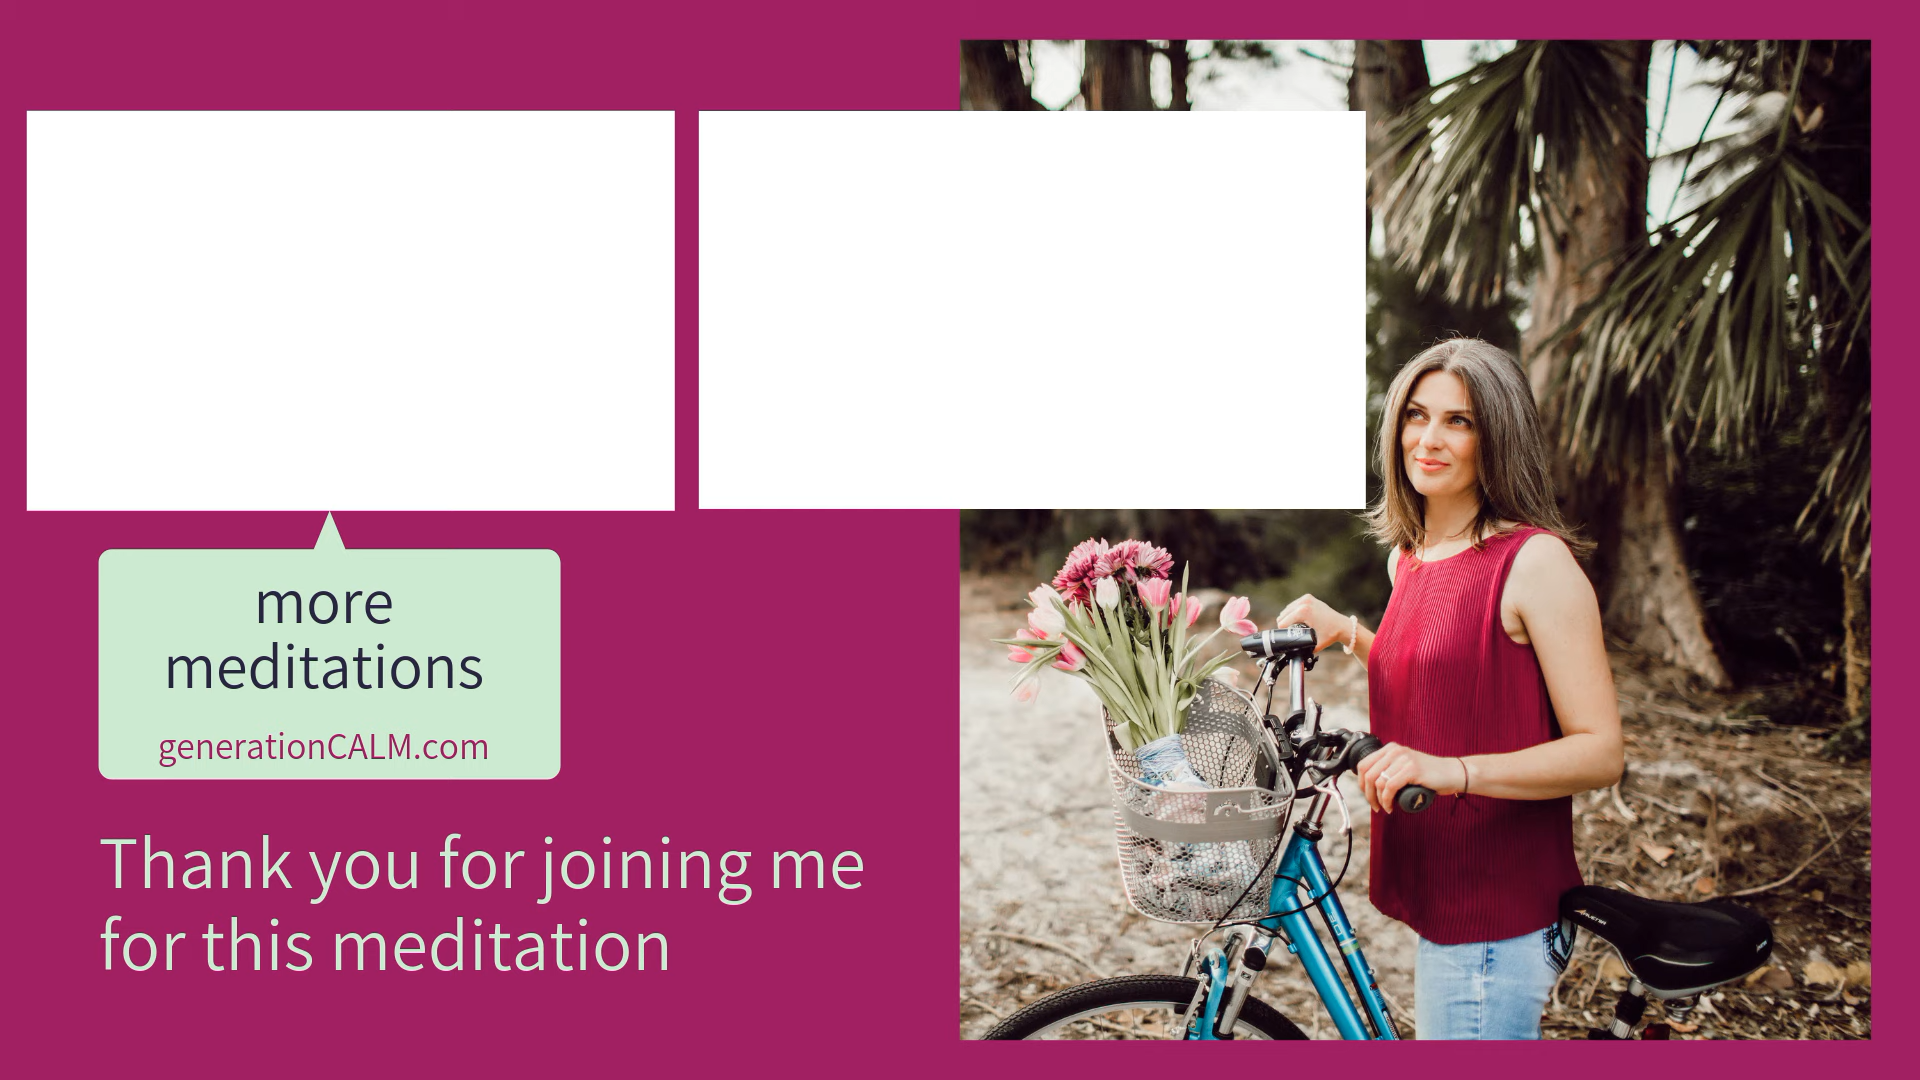 more
meditations
generationCALM.com
Thank you for joining me
for this meditation